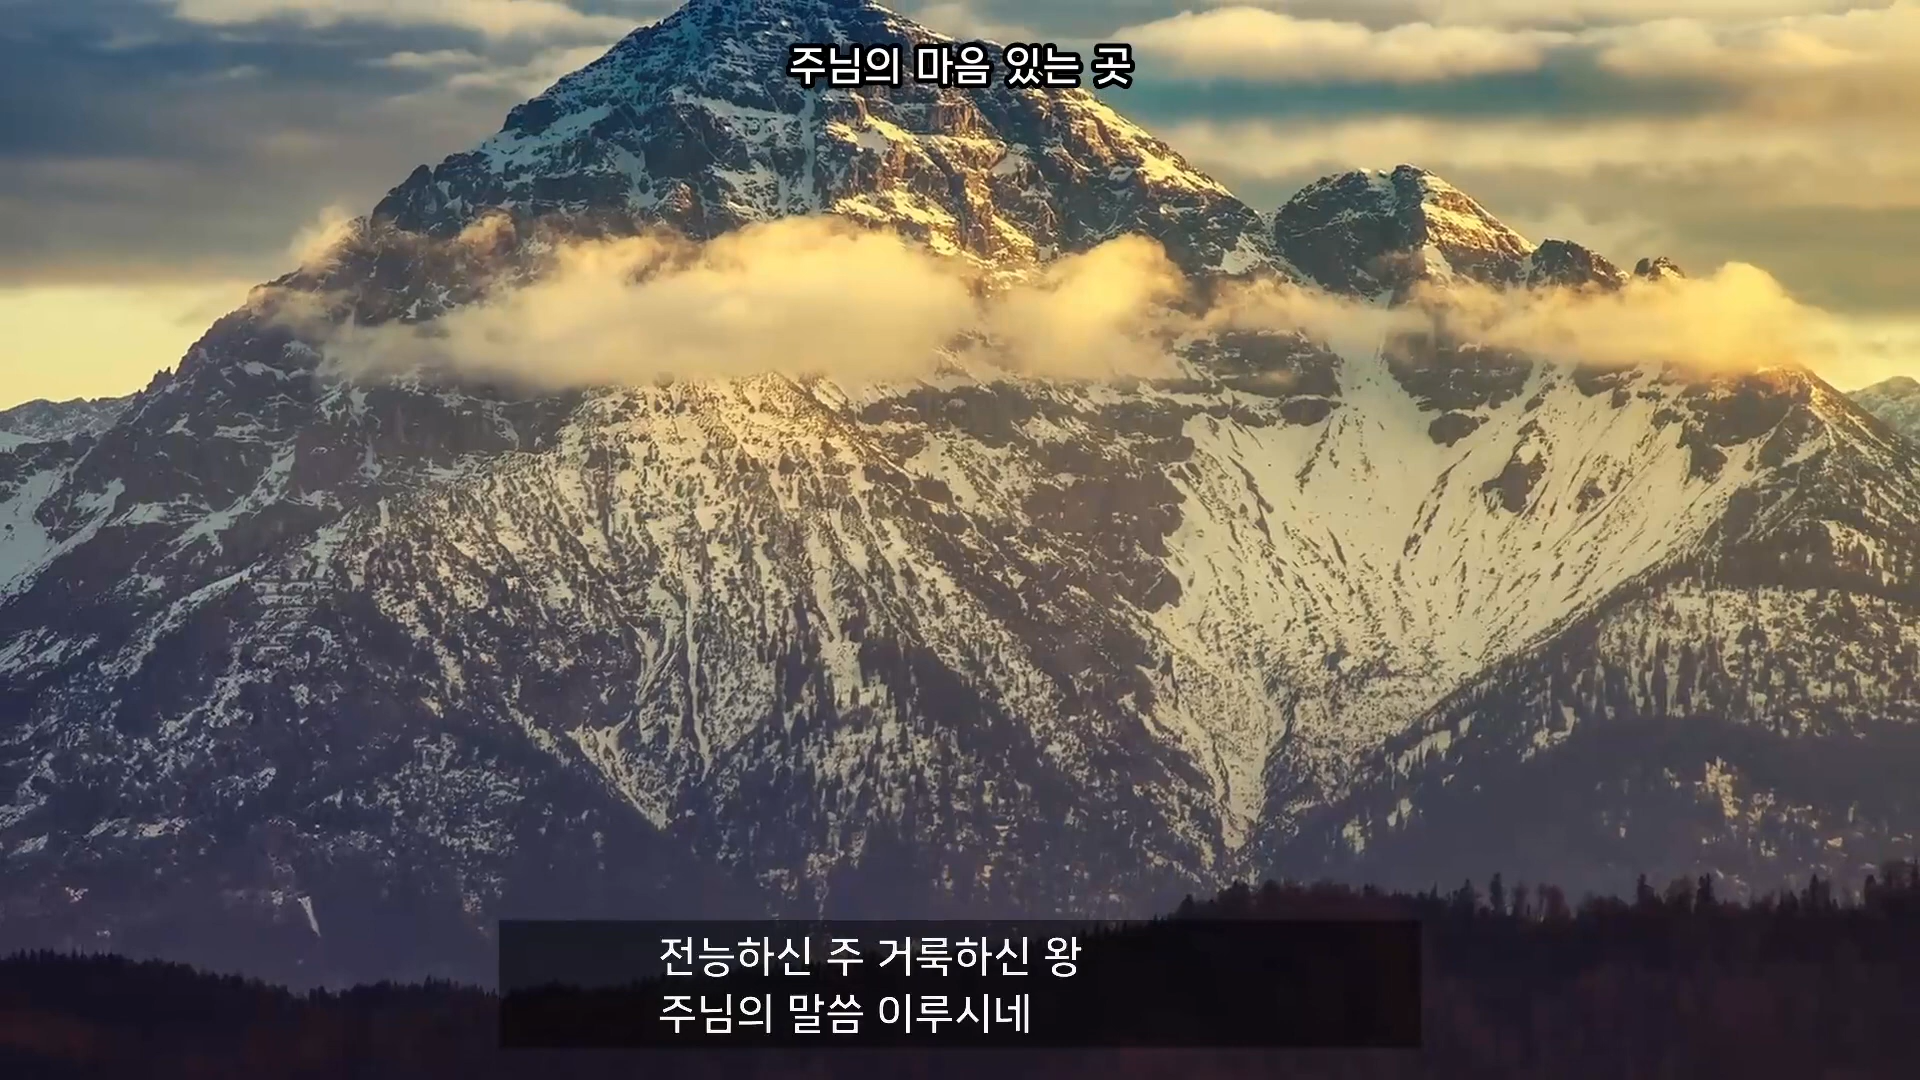 주님의 마음 있는 곳
전능하신 주 거룩하신 왕
주님의 말씀 이루시네